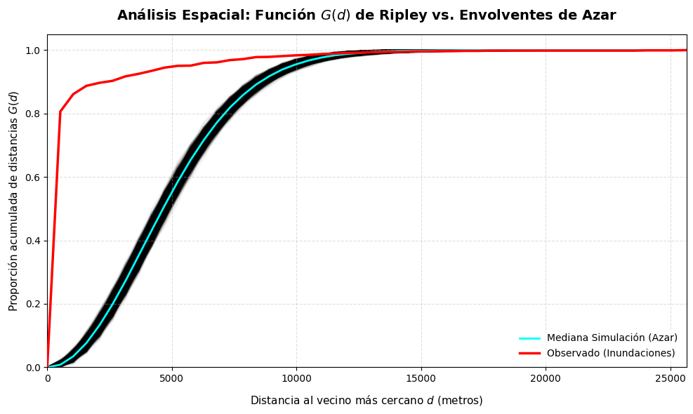 Análisis Espacial: Función G(d) de Ripley vs. Envolventes de Azar
Proporción acumulada de distancias G(d)
1.0
0.8
0.6
0.4
0.2
0.0
0
5000
10000
15000
20000
25000
Mediana Simulación (Azar)
Observado (Inundaciones)
Distancia al vecino más cercano d (metros)